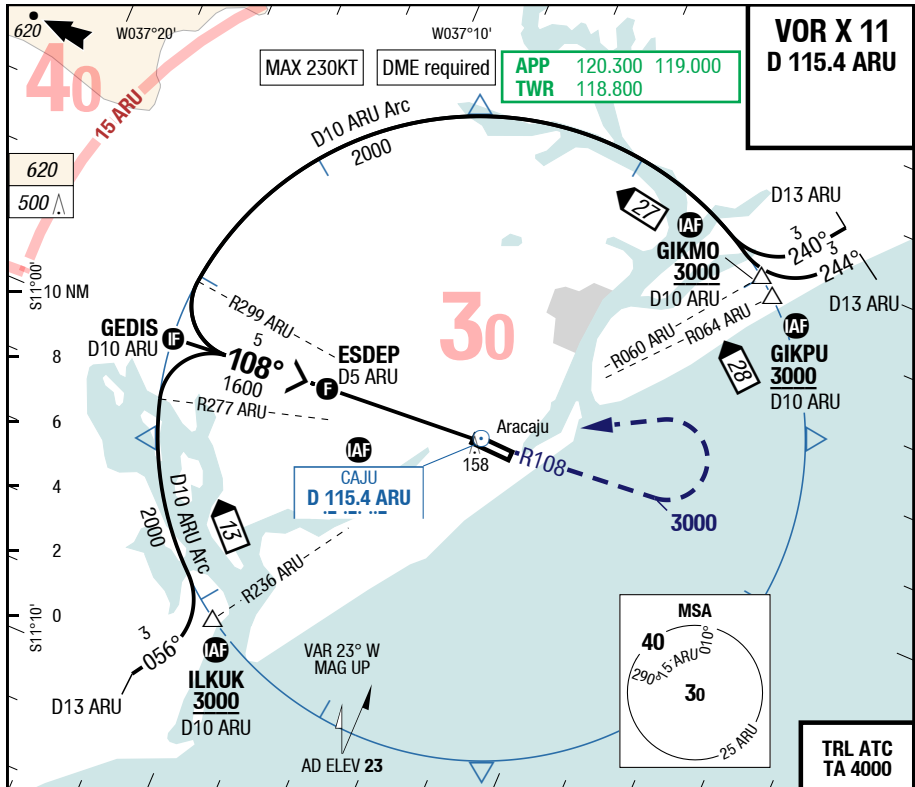 620
W037°20'
W037°10'
VOR X 11
D 115.4 ARU
MAX 230KT
DME required
APP 120.300 119.000
TWR 118.800
40
15 ARU
D10 ARU Arc
2000
620
500
27
IAF
GIKMO
3000
D10 ARU
D13 ARU
3
240°
3
244°
D13 ARU
S11°00'
10 NM
R299 ARU
30
R060 ARU
R064 ARU
IAF
GIKPU
3000
D10 ARU
28
GEDIS
D10 ARU
IF
5
108°
1600
ESDEP
D5 ARU
F
8
R277 ARU
6
Aracaju
158
R108
3000
IAF
CAJU
D 115.4 ARU
4
D10 ARU Arc
2000
13
2
R236 ARU
0
S11°10'
3
056°
D13 ARU
IAF
ILKUK
3000
D10 ARU
VAR 23° W
MAG UP
AD ELEV 23
MSA
40
010°
290°
15 ARU
30
25 ARU
TRL ATC
TA 4000